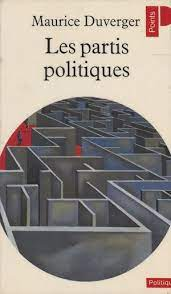 Maurice Duverger
Points
Les partis
politiques
Politique